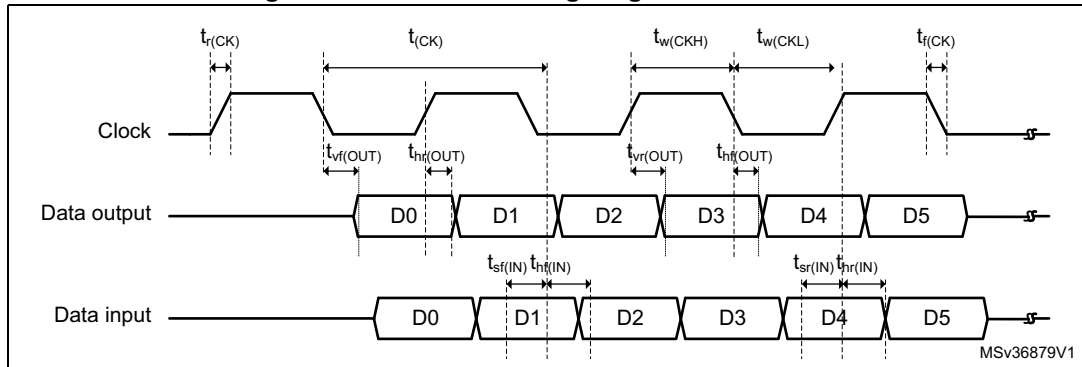 t_r(CK) t_(CK) t_w(CKH) t_w(CKL) t_f(CK)
Clock
t_vf(OUT) t_hr(OUT) t_vr(OUT) t_hf(OUT)
Data output D0 D1 D2 D3 D4 D5
t_sf(IN) t_hf(IN) t_sr(IN) t_hr(IN)
Data input D0 D1 D2 D3 D4 D5
MSv36879V1